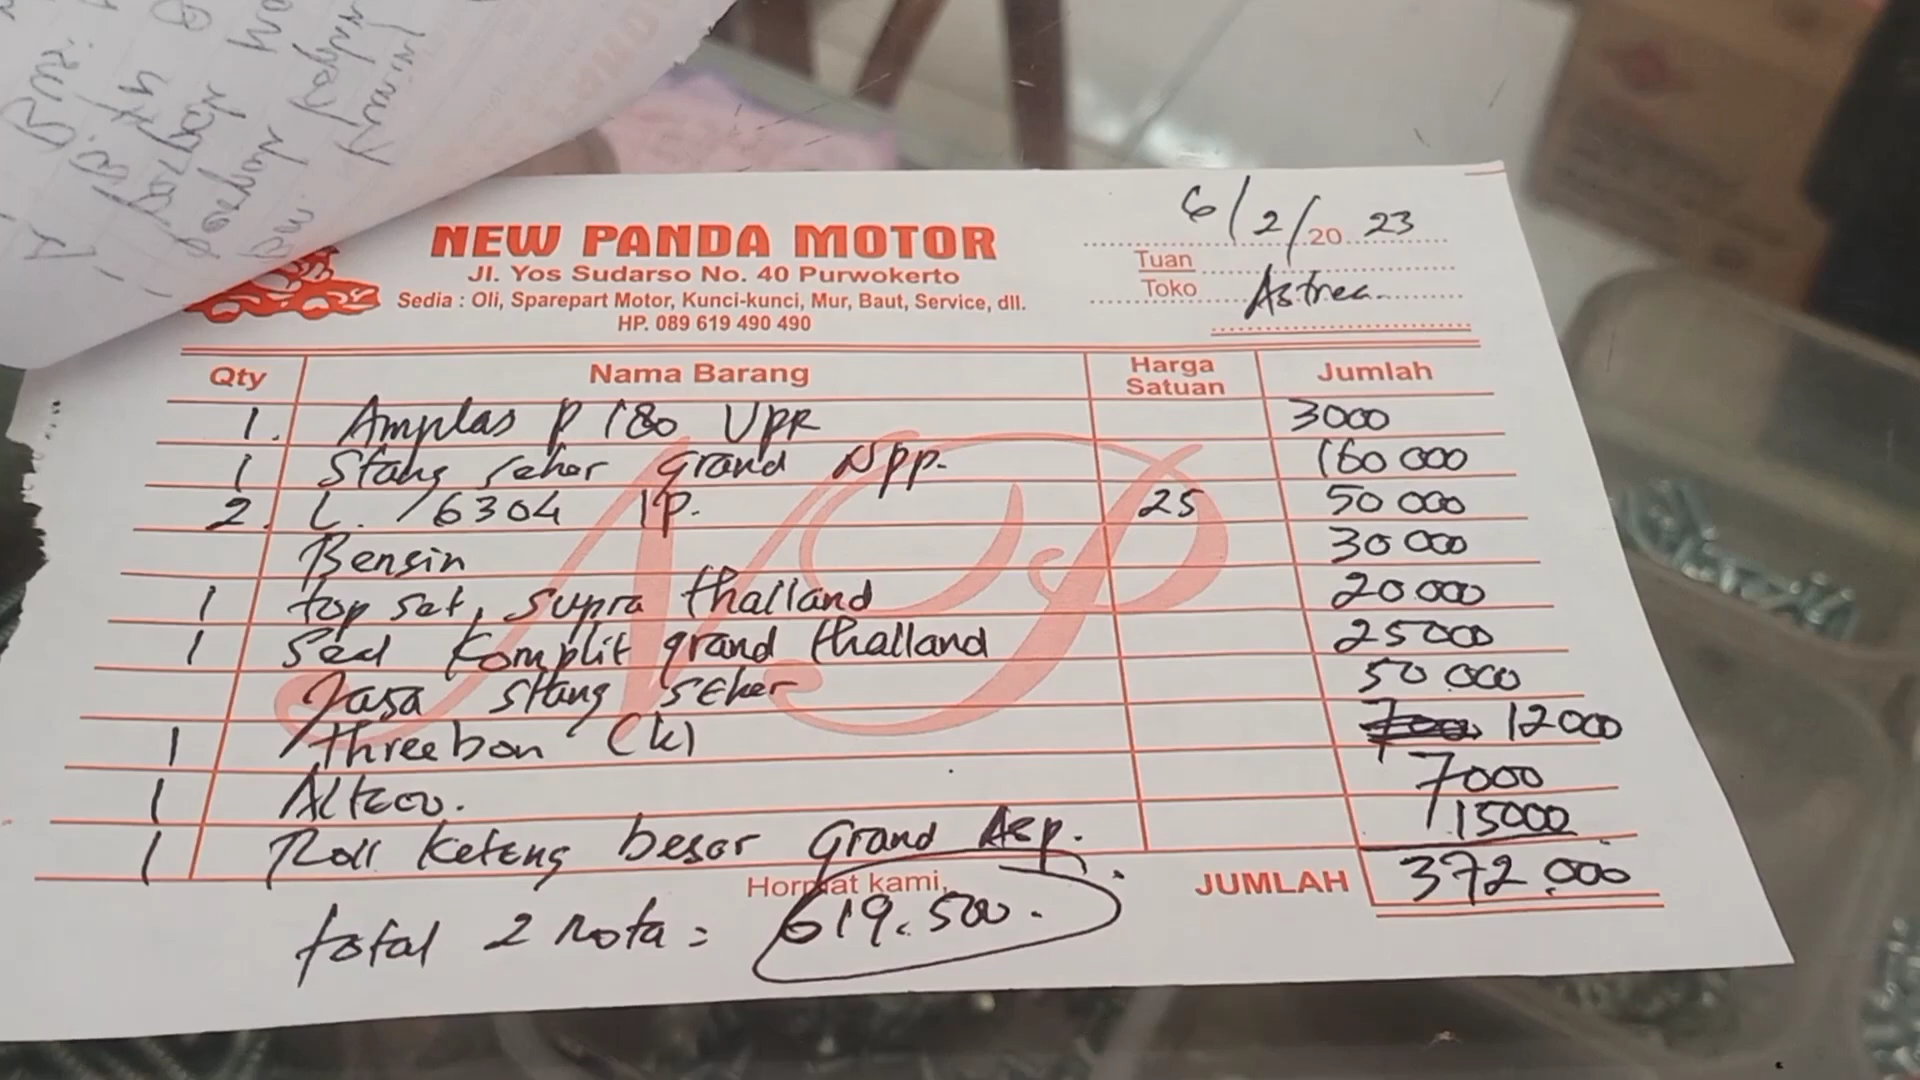 6/2/20 23
NEW PANDA MOTOR
Jl. Yos Sudarso No. 40 Purwokerto
Sedia : Oli, Sparepart Motor, Kunci-kunci, Mur, Baut, Service, dll.
HP. 089 619 490 490
Tuan
Toko Astrea
Qty Nama Barang Harga Satuan Jumlah
1. Amplas P 180 UPR 3000
1 Stang seher grand Npp. 160 000
2. L. /6304 IP. 25 50 000
Bensin 30 000
1 top set, supra thailand 20.000
1 Seal Komplit grand thailand 25000
Jasa stang seker 50.000
1 threebon (k) 12000
1 Alteco. 7000
1 Roll keteng besar Grand Asp. 15000
Hormat kami, JUMLAH 372.000
total 2 nota = 619.500.